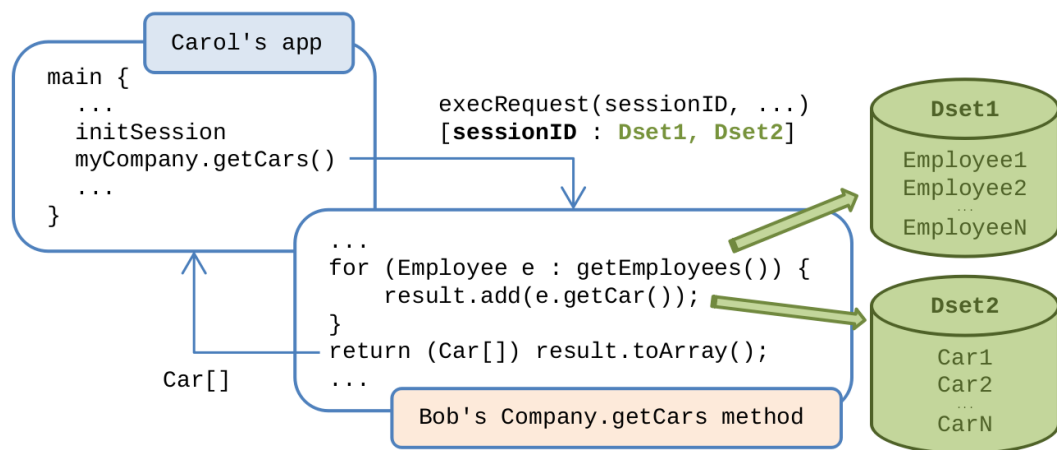 Carol's app
main {
...
initSession
myCompany.getCars()
...
}
execRequest(sessionID, ...)
[sessionID : Dset1, Dset2]
...
for (Employee e : getEmployees()) {
result.add(e.getCar());
}
return (Car[]) result.toArray();
...
Bob's Company.getCars method
Car[]
Dset1
Employee1
Employee2
...
EmployeeN
Dset2
Car1
Car2
...
CarN